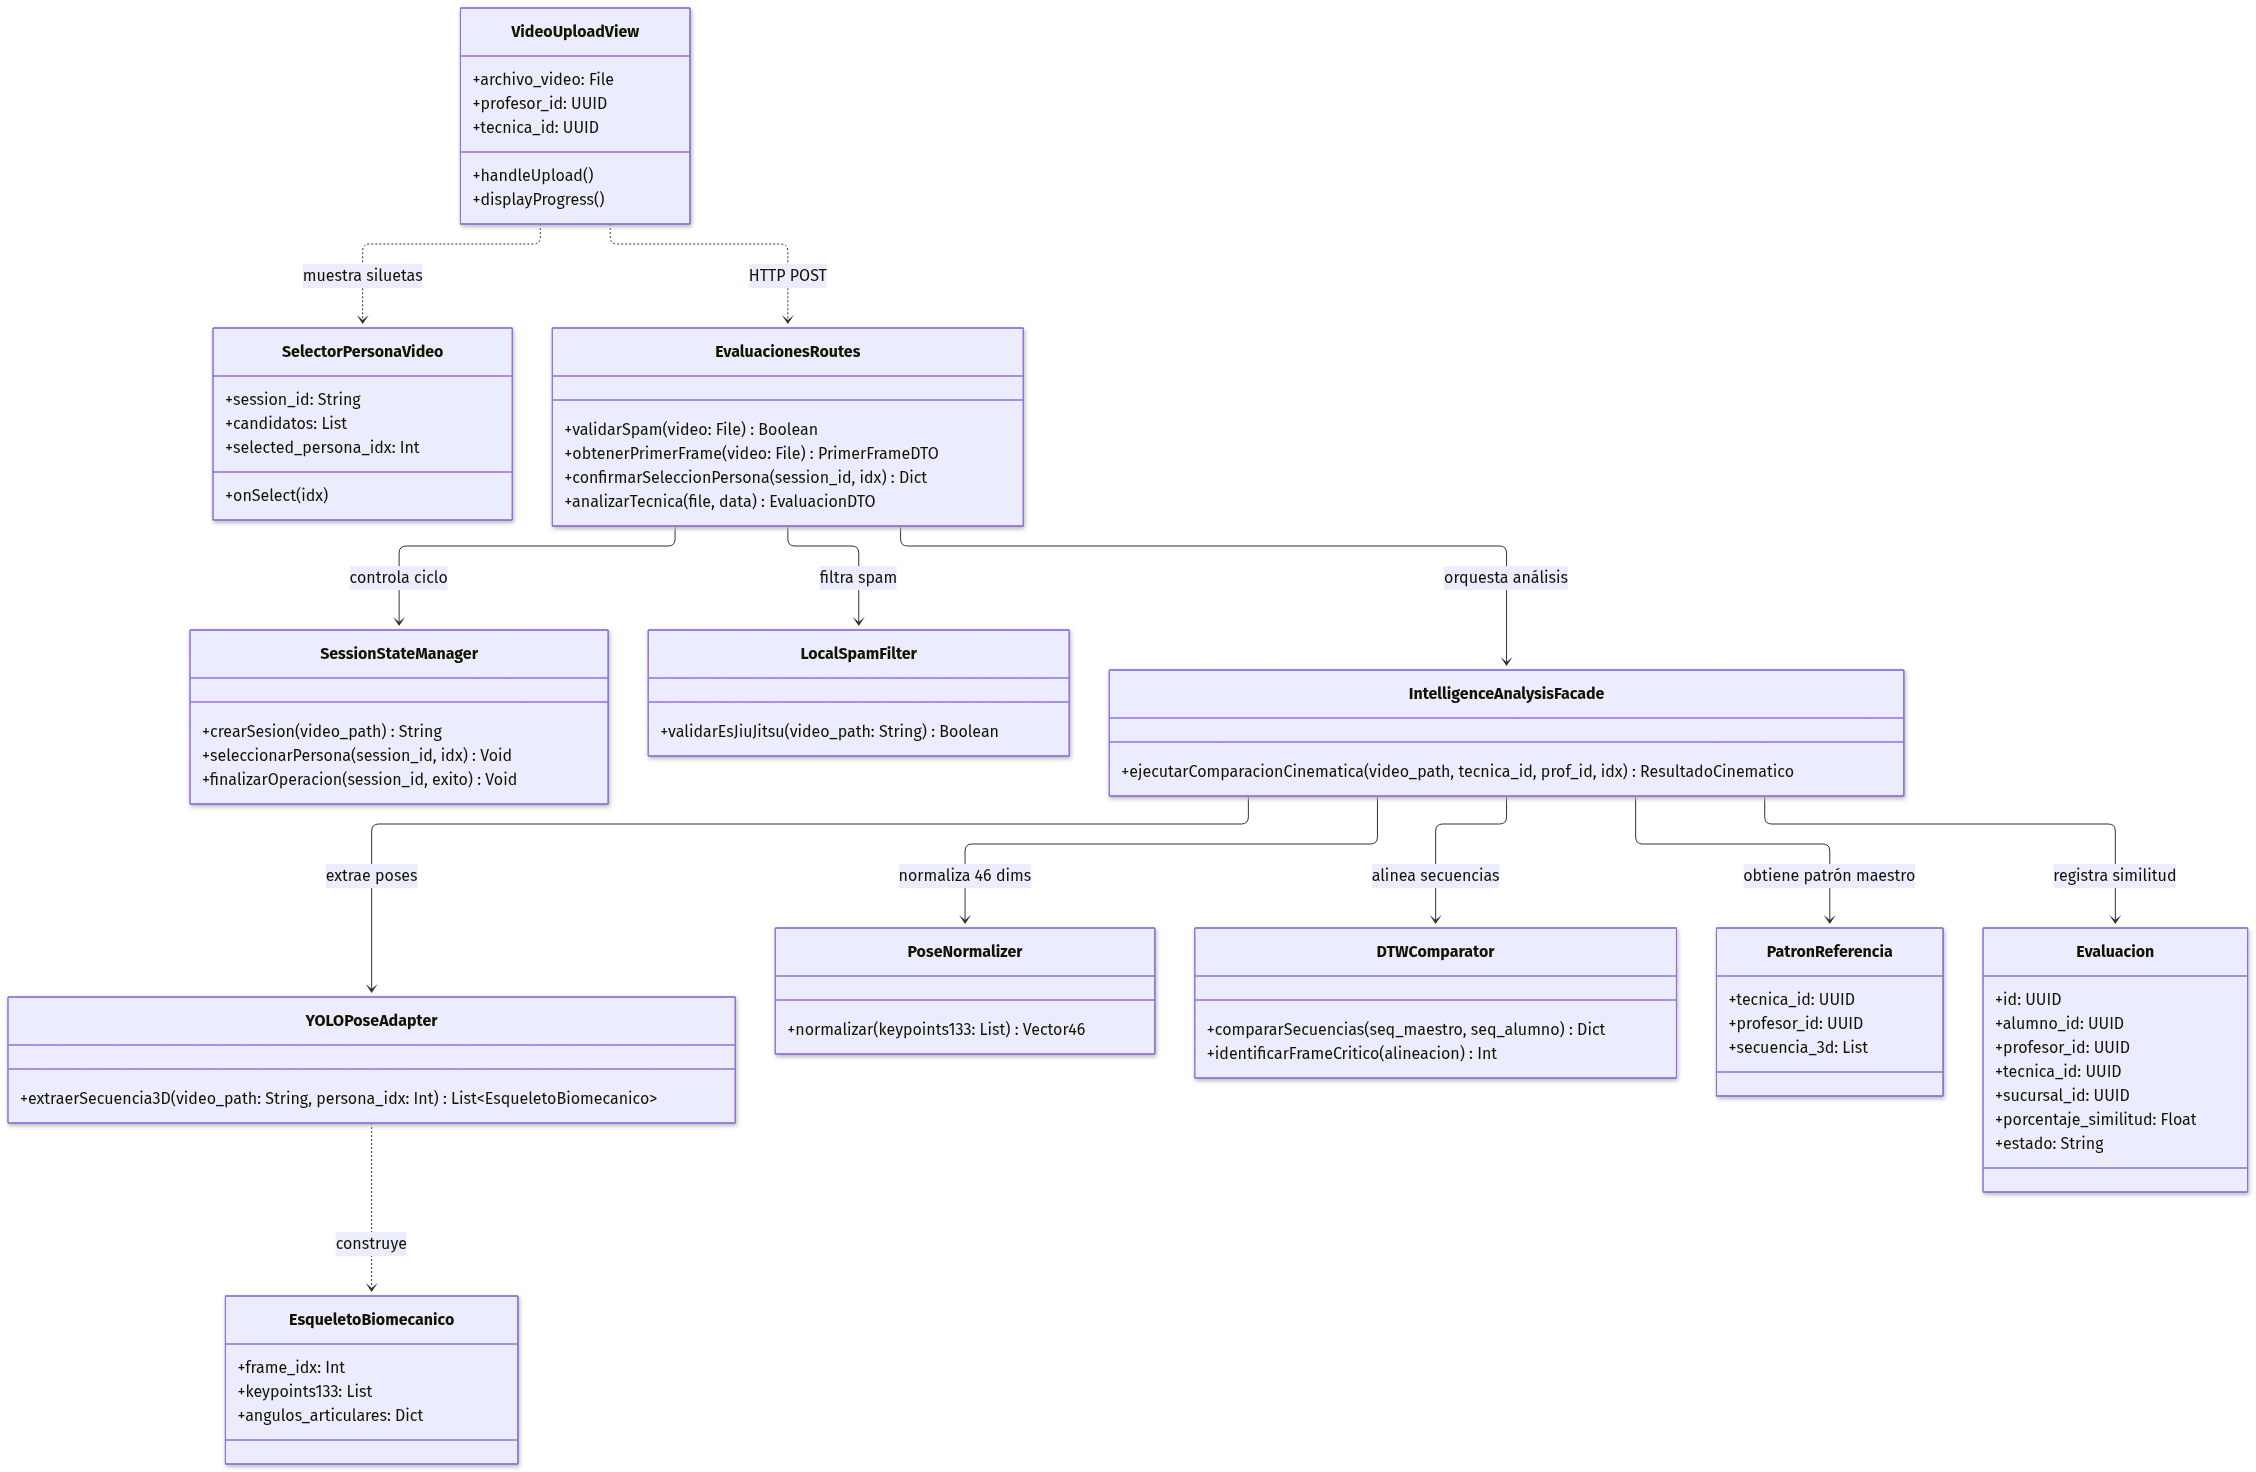 VideoUploadView
+archivo_video: File
+profesor_id: UUID
+tecnica_id: UUID
+handleUpload()
+displayProgress()
muestra siluetas
HTTP POST
SelectorPersonaVideo
+session_id: String
+candidatos: List
+selected_persona_idx: Int
+onSelect(idx)
EvaluacionesRoutes
+validarSpam(video: File) : Boolean
+obtenerPrimerFrame(video: File) : PrimerFrameDTO
+confirmarSeleccionPersona(session_id, idx) : Dict
+analizarTecnica(file, data) : EvaluacionDTO
controla ciclo
filtra spam
orquesta análisis
SessionStateManager
+crearSesion(video_path) : String
+seleccionarPersona(session_id, idx) : Void
+finalizarOperacion(session_id, exito) : Void
LocalSpamFilter
+validarEsJiuJitsu(video_path: String) : Boolean
IntelligenceAnalysisFacade
+ejecutarComparacionCinematica(video_path, tecnica_id, prof_id, idx) : ResultadoCinematico
extrae poses
normaliza 46 dims
alinea secuencias
obtiene patrón maestro
registra similitud
YOLOPoseAdapter
+extraerSecuencia3D(video_path: String, persona_idx: Int) : List<EsqueletoBiomecanico>
PoseNormalizer
+normalizar(keypoints133: List) : Vector46
DTWComparator
+compararSecuencias(seq_maestro, seq_alumno) : Dict
+identificarFrameCritico(alineacion) : Int
PatronReferencia
+tecnica_id: UUID
+profesor_id: UUID
+secuencia_3d: List
Evaluacion
+id: UUID
+alumno_id: UUID
+profesor_id: UUID
+tecnica_id: UUID
+sucursal_id: UUID
+porcentaje_similitud: Float
+estado: String
construye
EsqueletoBiomecanico
+frame_idx: Int
+keypoints133: List
+angulos_articulares: Dict